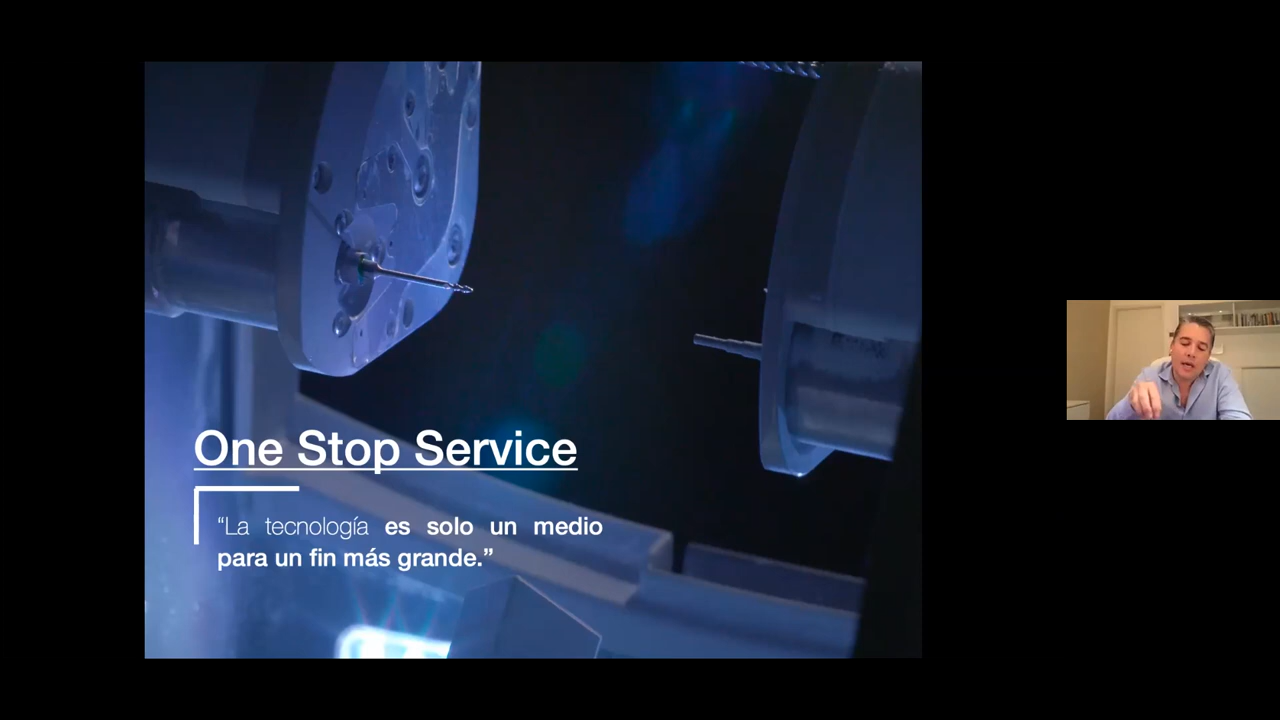 One Stop Service
“La tecnología es solo un medio
para un fin más grande.”